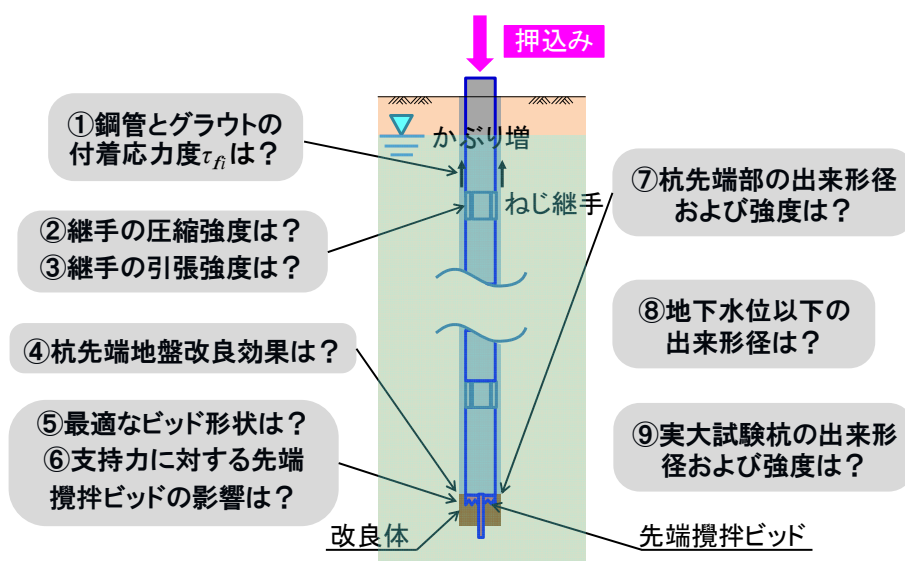 押込み
①鋼管とグラウトの
付着応力度τfiは？
かぶり増
ねじ継手
②継手の圧縮強度は？
③継手の引張強度は？
④杭先端地盤改良効果は？
⑤最適なビッド形状は？
⑥支持力に対する先端
攪拌ビッドの影響は？
改良体
先端攪拌ビッド
⑦杭先端部の出来形径
および強度は？
⑧地下水位以下の
出来形径は？
⑨実大試験杭の出来形
径および強度は？